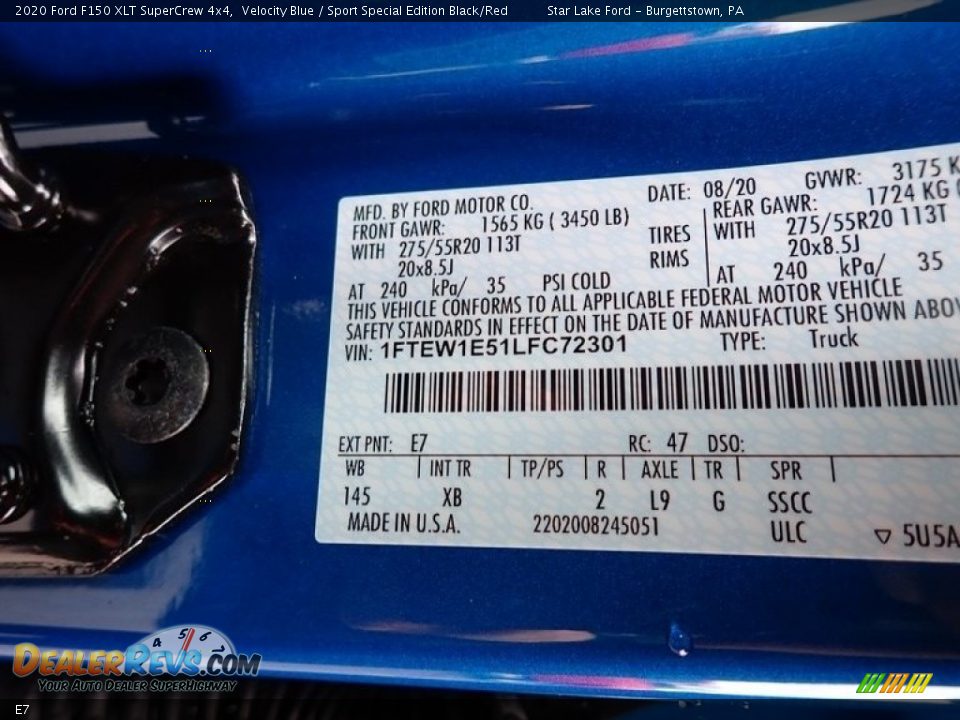 2020 Ford F150 XLT SuperCrew 4x4, Velocity Blue / Sport Special Edition Black/Red Star Lake Ford - Burgettstown, PA
MFD. BY FORD MOTOR CO. DATE: 08/20 GVWR: 3175 K
FRONT GAWR: 1565 KG ( 3450 LB) REAR GAWR: 1724 KG (
WITH 275/55R20 113T TIRES WITH 275/55R20 113T
20x8.5J RIMS 20x8.5J
AT 240 kPa/ 35 PSI COLD AT 240 kPa/ 35
THIS VEHICLE CONFORMS TO ALL APPLICABLE FEDERAL MOTOR VEHICLE
SAFETY STANDARDS IN EFFECT ON THE DATE OF MANUFACTURE SHOWN ABOV
VIN: 1FTEW1E51LFC72301 TYPE: Truck
EXT PNT: E7 RC: 47 DSO:
WB INT TR TP/PS R AXLE TR SPR
145 XB 2 L9 G SSCC
MADE IN U.S.A. 2202008245051 ULC ▽ 5U5A
4 5 6
DEALERREVS.COM
YOUR AUTO DEALER SUPERHIGHWAY
E7